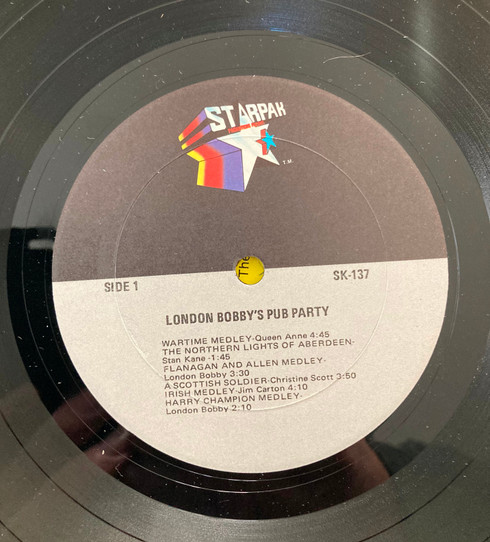 STARPAK
T.M.
The
SIDE 1
SK-137
LONDON BOBBY'S PUB PARTY
WARTIME MEDLEY-Queen Anne 4:45
THE NORTHERN LIGHTS OF ABERDEEN-
Stan Kane -1:45
FLANAGAN AND ALLEN MEDLEY-
London Bobby 3:30
A SCOTTISH SOLDIER-Christine Scott 3:50
IRISH MEDLEY-Jim Carton 4:10
HARRY CHAMPION MEDLEY-
London Bobby 2:10